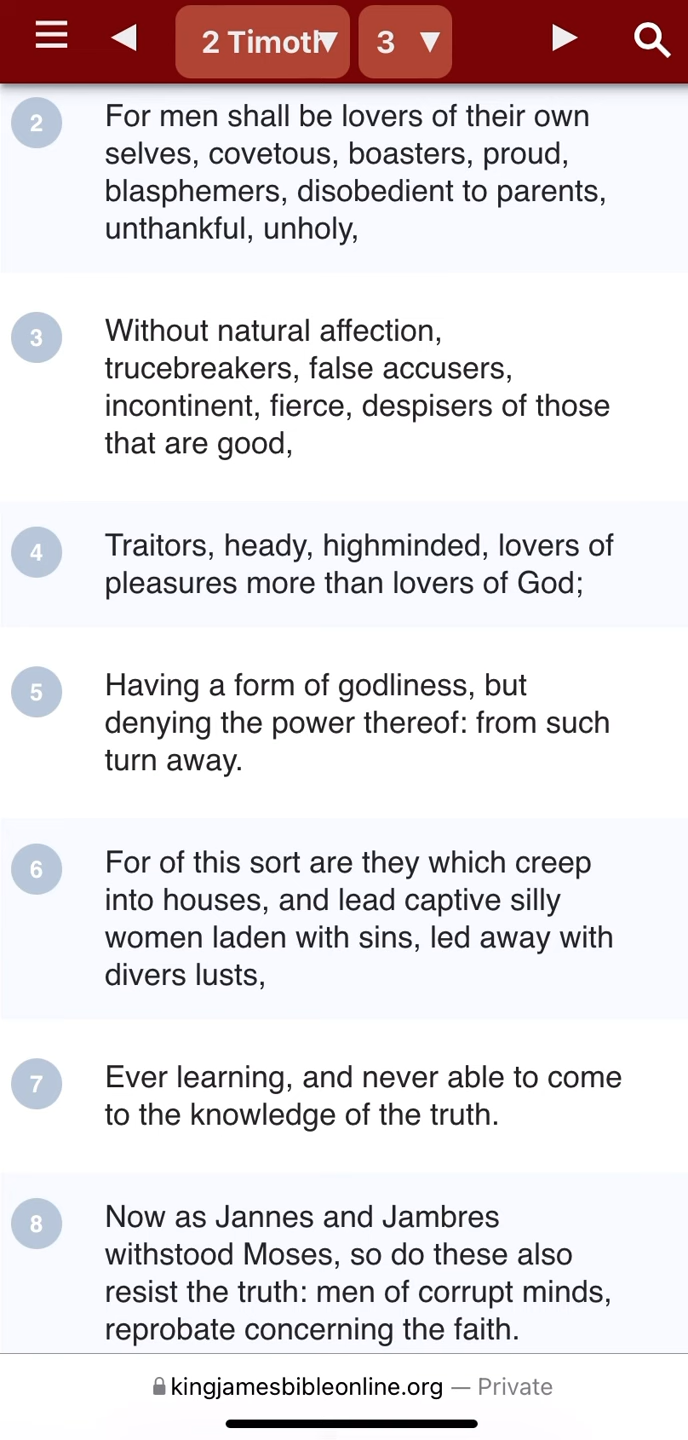 2 Timoth
3
2
For men shall be lovers of their own
selves, covetous, boasters, proud,
blasphemers, disobedient to parents,
unthankful, unholy,
3
Without natural affection,
trucebreakers, false accusers,
incontinent, fierce, despisers of those
that are good,
4
Traitors, heady, highminded, lovers of
pleasures more than lovers of God;
5
Having a form of godliness, but
denying the power thereof: from such
turn away.
6
For of this sort are they which creep
into houses, and lead captive silly
women laden with sins, led away with
divers lusts,
7
Ever learning, and never able to come
to the knowledge of the truth.
8
Now as Jannes and Jambres
withstood Moses, so do these also
resist the truth: men of corrupt minds,
reprobate concerning the faith.
kingjamesbibleonline.org — Private